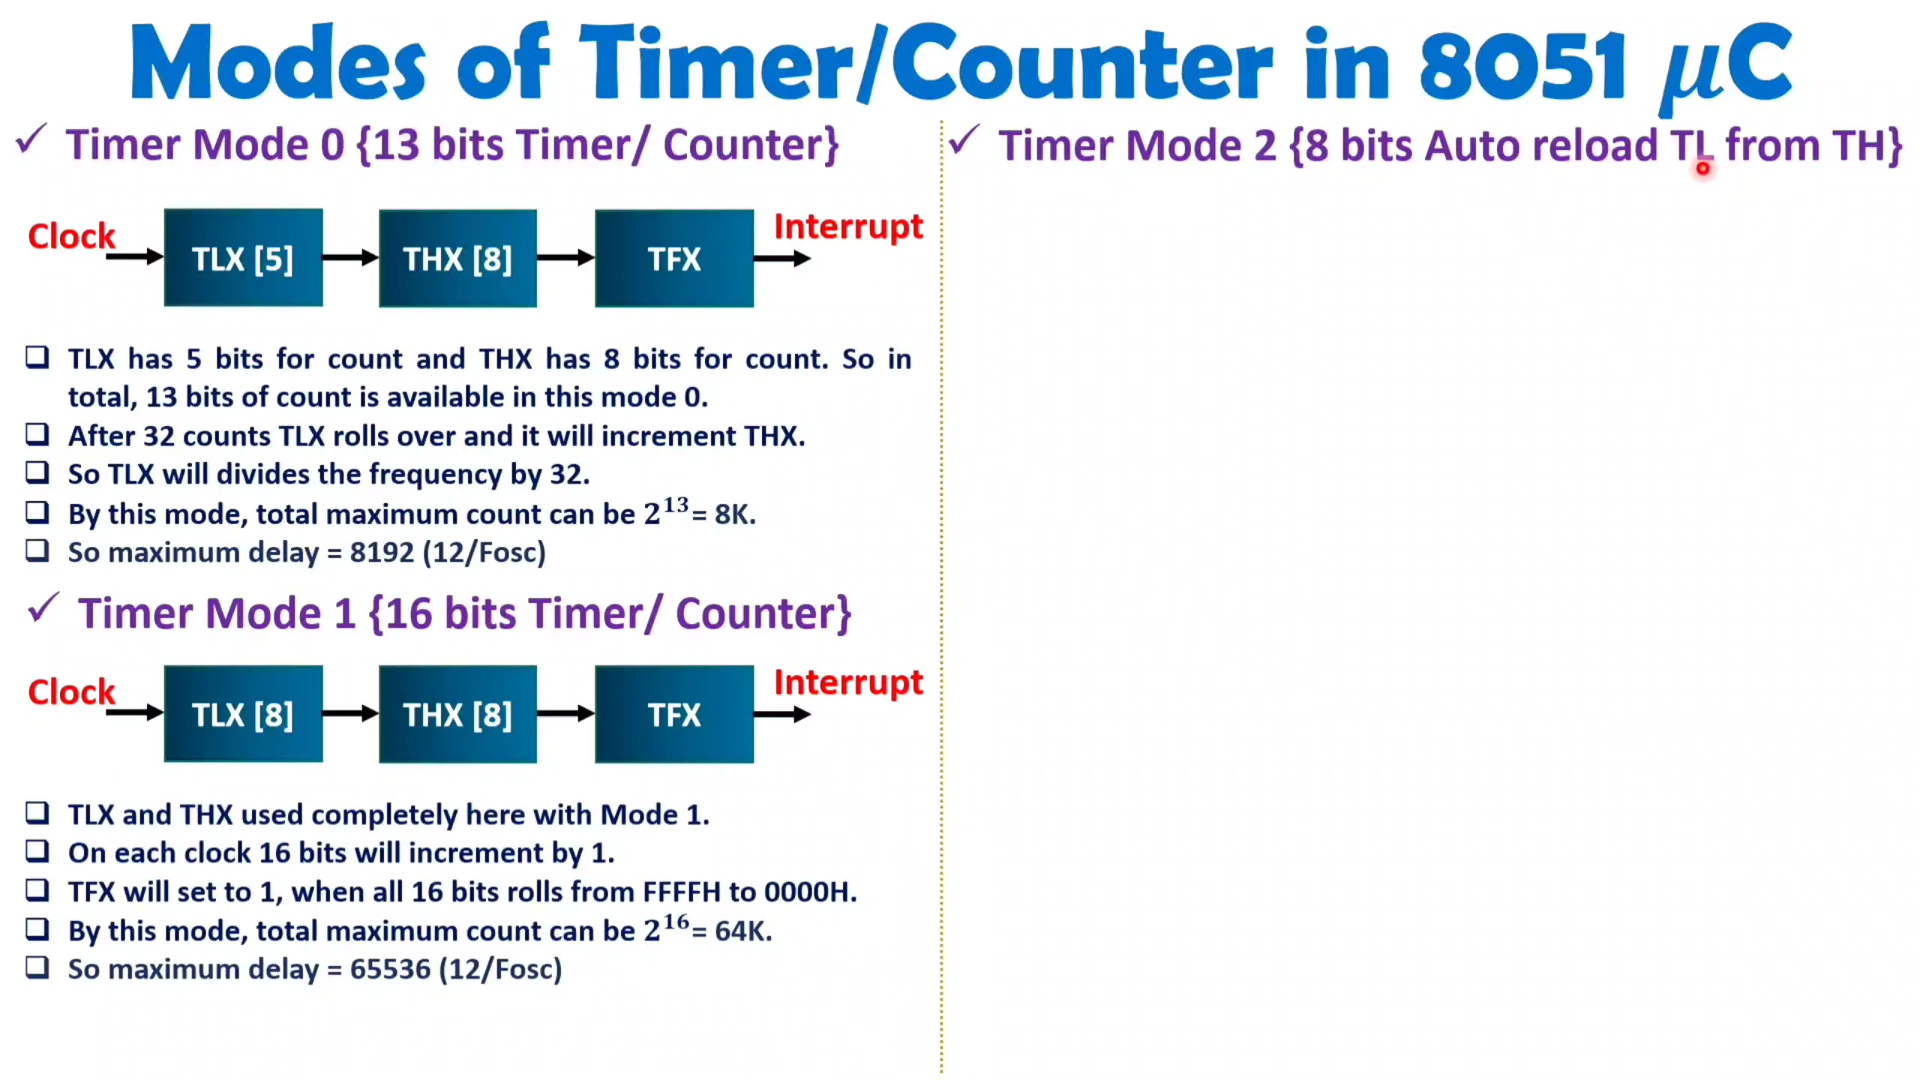 Modes of Timer/Counter in 8051 μC
✓ Timer Mode 0 {13 bits Timer/ Counter}
Clock
TLX [5]
THX [8]
TFX
Interrupt
❑ TLX has 5 bits for count and THX has 8 bits for count. So in
total, 13 bits of count is available in this mode 0.
❑ After 32 counts TLX rolls over and it will increment THX.
❑ So TLX will divides the frequency by 32.
❑ By this mode, total maximum count can be 2¹³= 8K.
❑ So maximum delay = 8192 (12/Fosc)
✓ Timer Mode 1 {16 bits Timer/ Counter}
Clock
TLX [8]
THX [8]
TFX
Interrupt
❑ TLX and THX used completely here with Mode 1.
❑ On each clock 16 bits will increment by 1.
❑ TFX will set to 1, when all 16 bits rolls from FFFFH to 0000H.
❑ By this mode, total maximum count can be 2¹⁶= 64K.
❑ So maximum delay = 65536 (12/Fosc)
✓ Timer Mode 2 {8 bits Auto reload TL from TH}